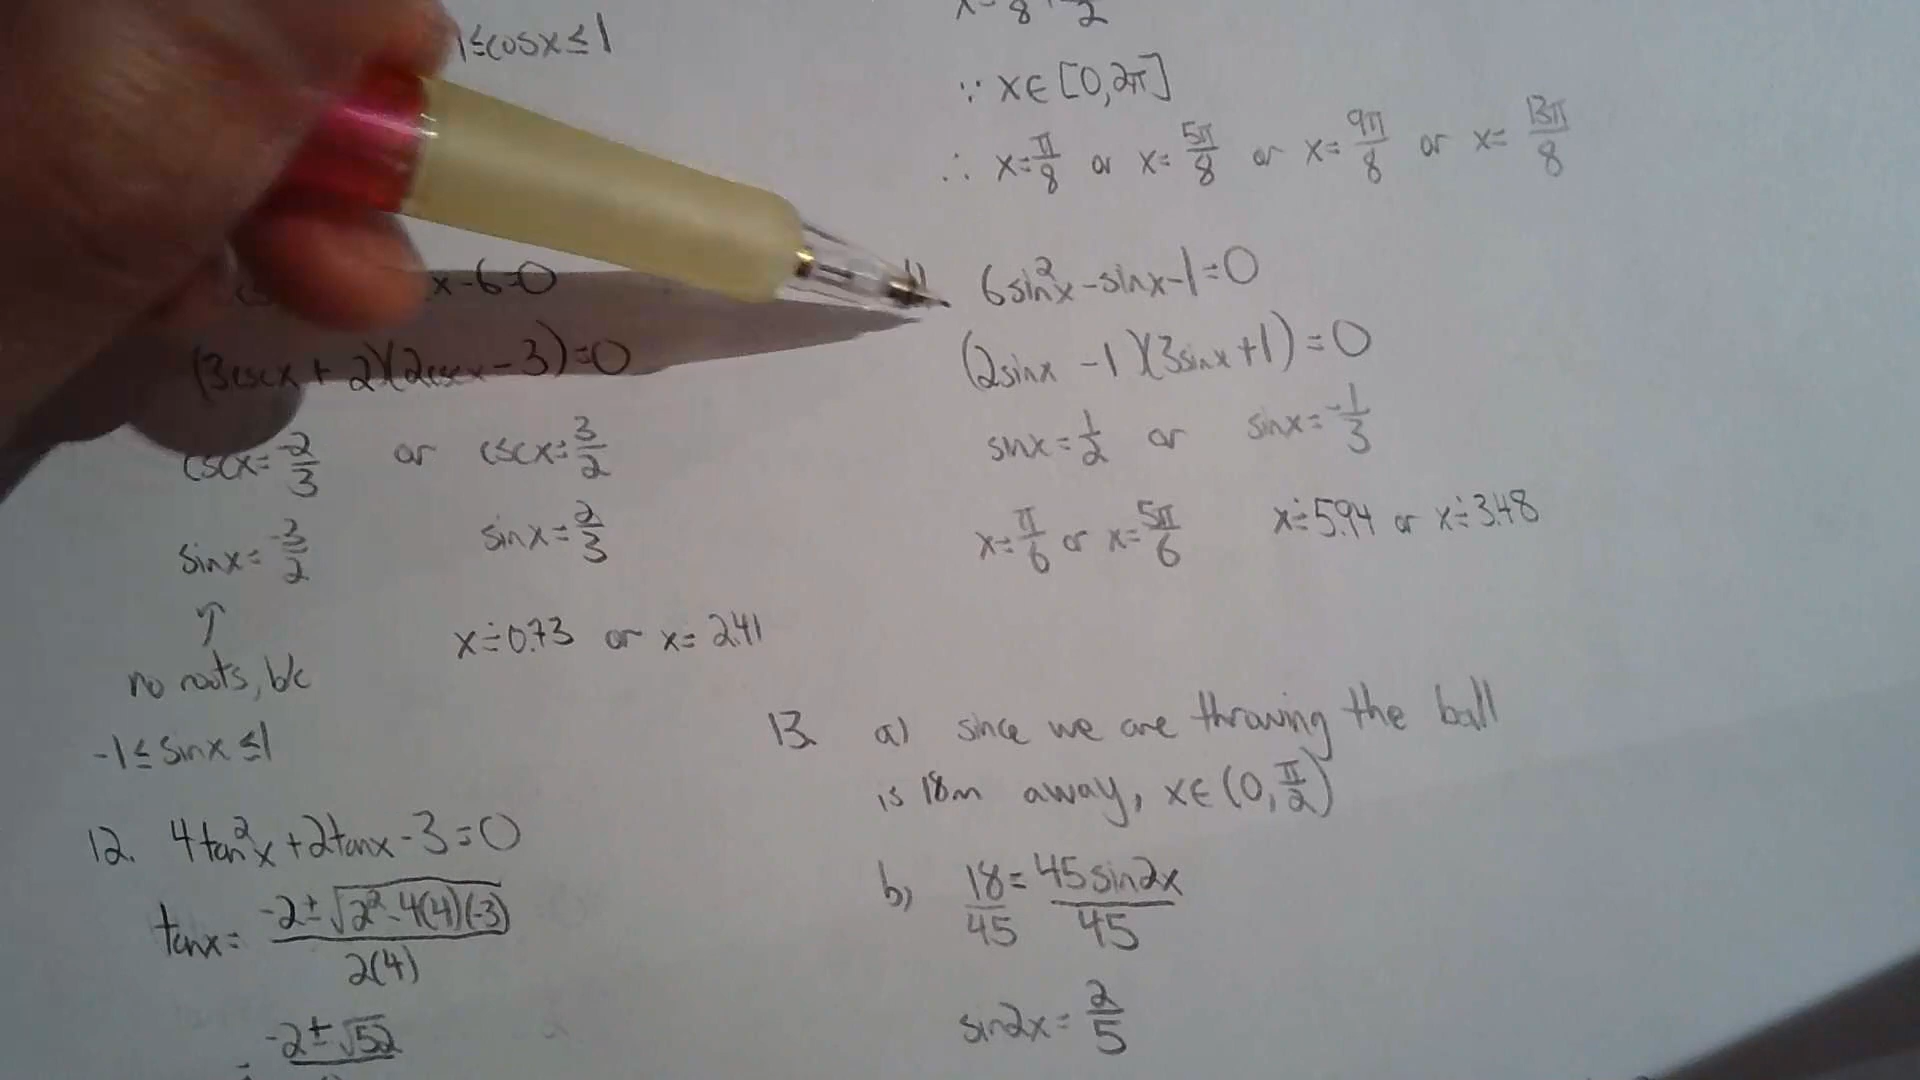 1≤cosx≤1
x-6=0
(3cscx + 2)(2cscx - 3)=0
cscx=-2/3 or cscx=3/2
sinx=-3/2 sinx=2/3
↑
no roots, b/c
-1≤sinx≤1
x≐0.73 or x=2.41
12. 4tan²x+2tanx-3=0
tanx= (-2±√(2²-4(4)(-3)))/2(4)
-2±√52
∵ x∈[0,2π]
∴ x=π/8 or x=5π/8 or x=9π/8 or x=13π/8
6sin²x-sinx-1=0
(2sinx -1)(3sinx+1)=0
sinx=1/2 or sinx=-1/3
x=π/6 or x=5π/6 x≐5.94 or x≐3.48
13. a) since we are throwing the ball
is 18m away, x∈(0,π/2)
b) 18/45 = 45sin2x/45
sin2x=2/5